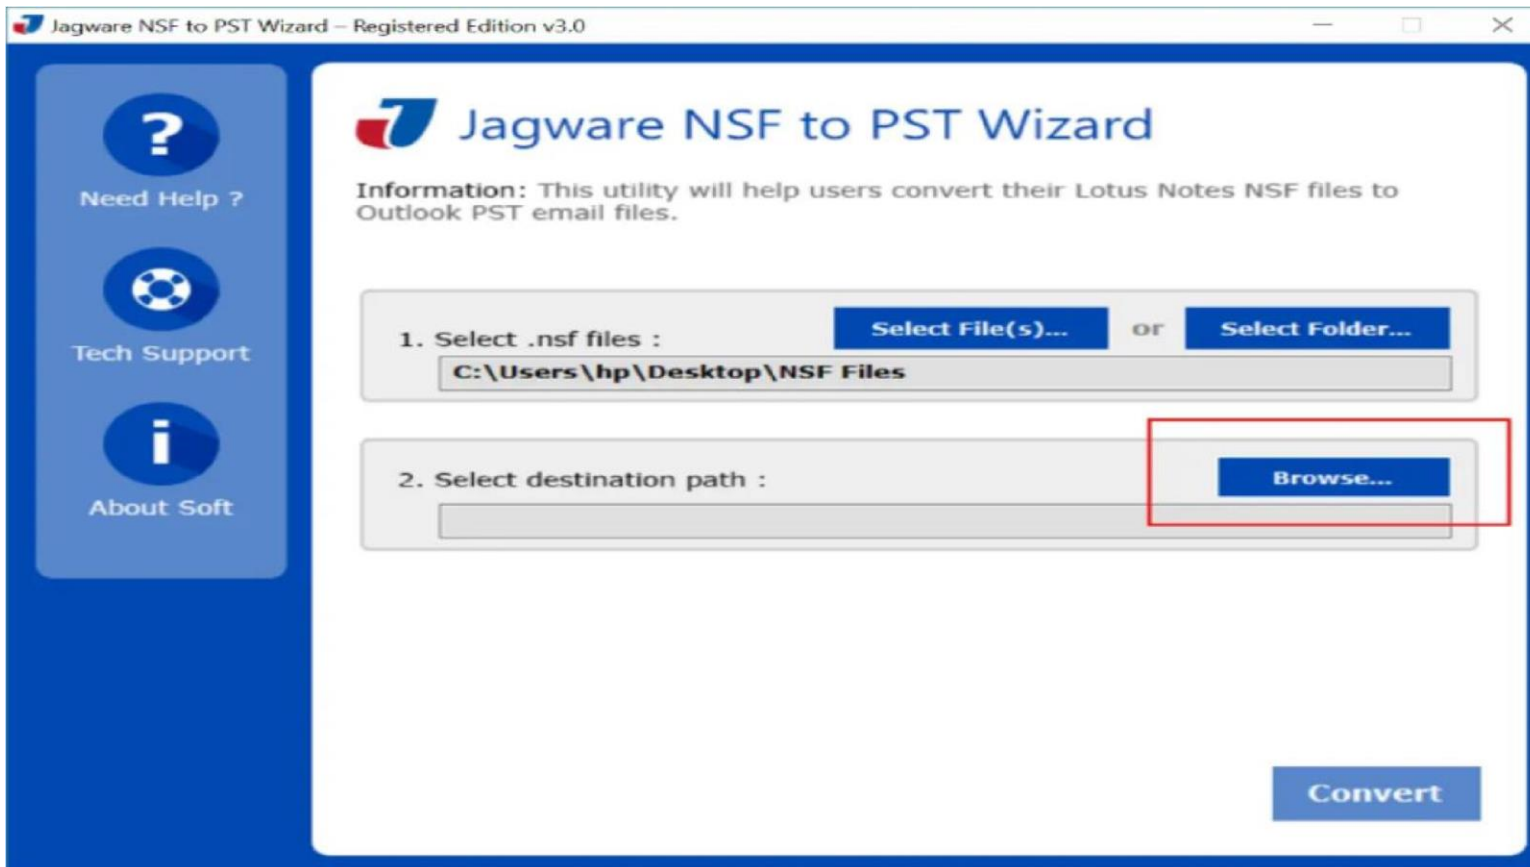 Jagware NSF to PST Wizard – Registered Edition v3.0
?
Need Help ?
Tech Support
i
About Soft
Jagware NSF to PST Wizard
Information: This utility will help users convert their Lotus Notes NSF files to
Outlook PST email files.
1. Select .nsf files :
Select File(s)...
or
Select Folder...
C:\Users\hp\Desktop\NSF Files
2. Select destination path :
Browse...
Convert